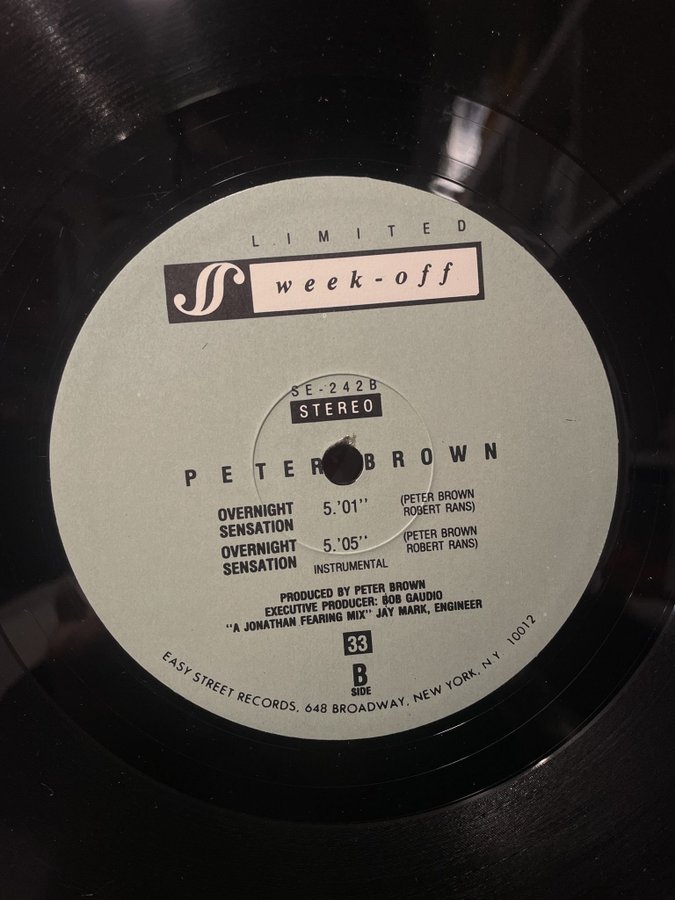 LIMITED
week-off
SE-242B
STEREO
PETER BROWN
OVERNIGHT SENSATION 5.'01'' (PETER BROWN ROBERT RANS)
OVERNIGHT SENSATION 5.'05'' (PETER BROWN ROBERT RANS)
INSTRUMENTAL
PRODUCED BY PETER BROWN
EXECUTIVE PRODUCER: BOB GAUDIO
"A JONATHAN FEARING MIX" JAY MARK, ENGINEER
33
B
SIDE
EASY STREET RECORDS, 648 BROADWAY, NEW YORK, N.Y. 10012